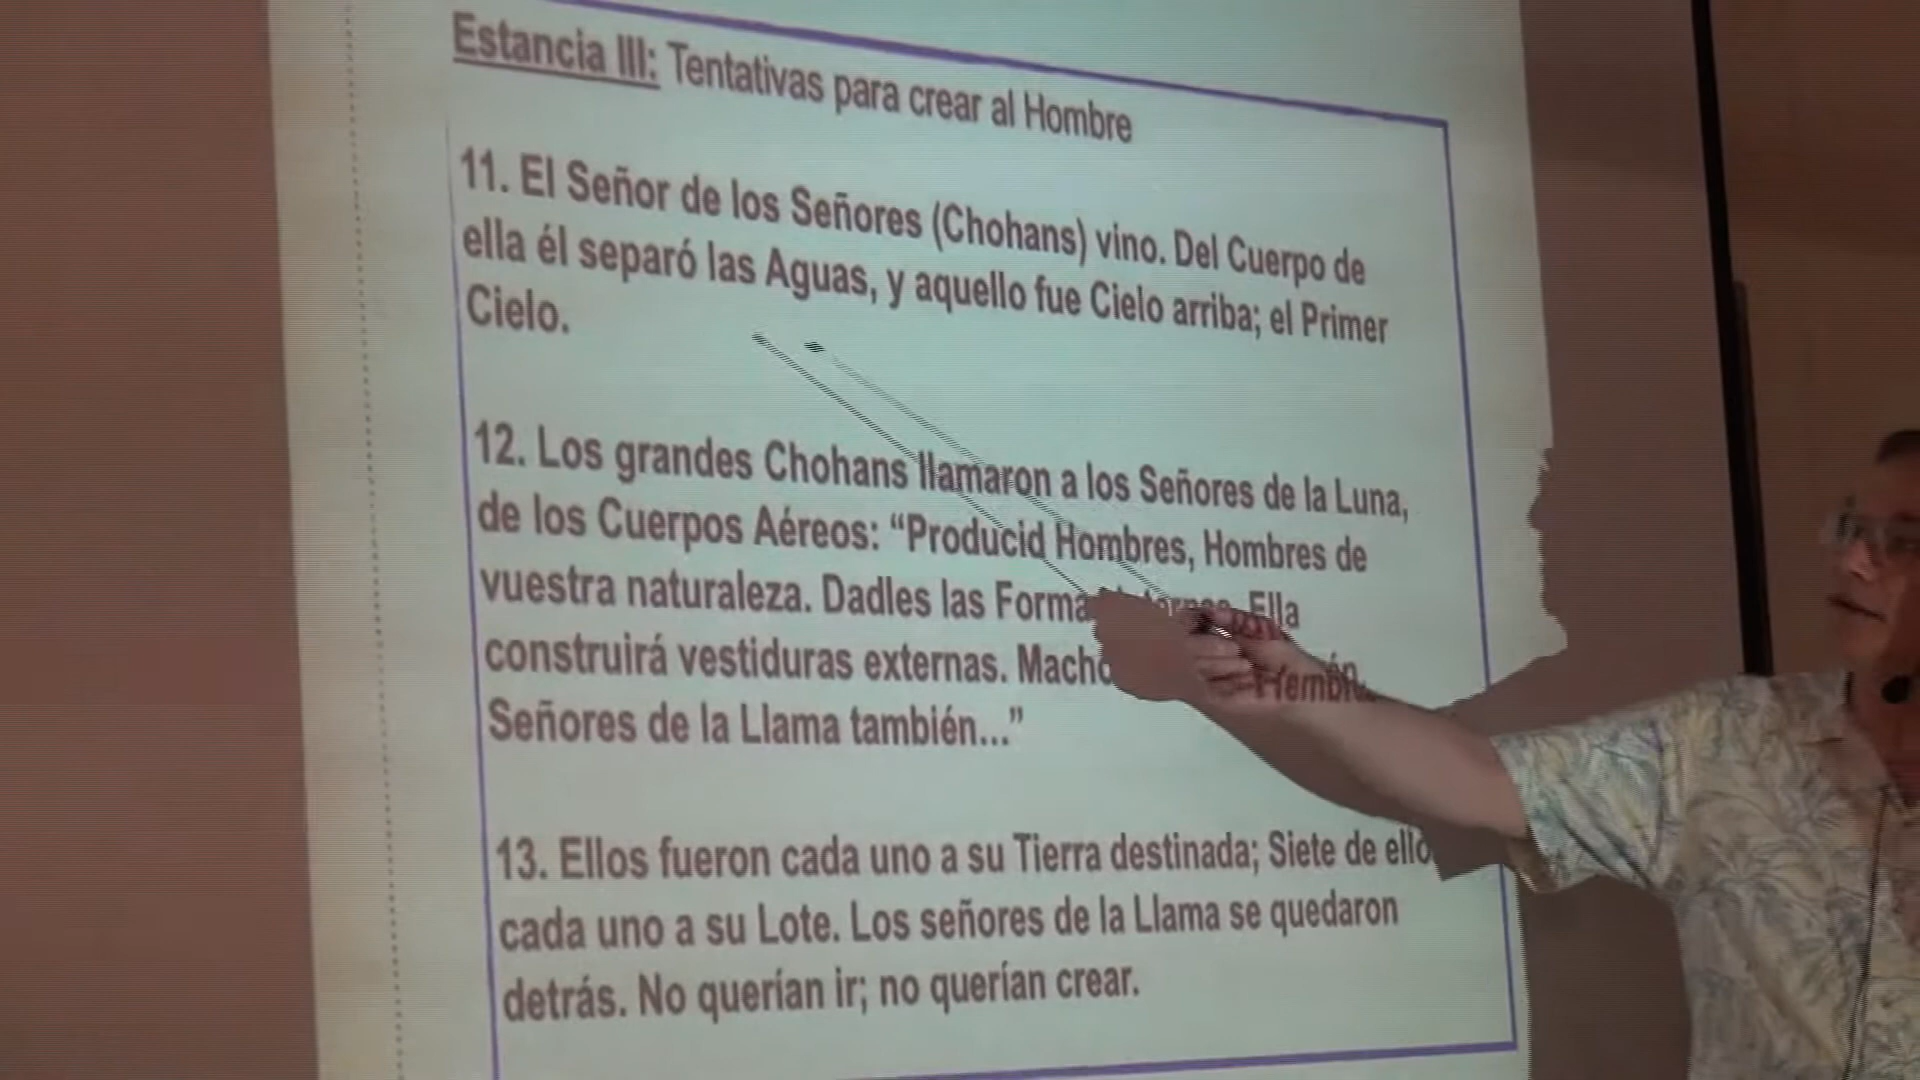 Estancia III: Tentativas para crear al Hombre
11. El Señor de los Señores (Chohans) vino. Del Cuerpo de
ella él separó las Aguas, y aquello fue Cielo arriba; el Primer
Cielo.
12. Los grandes Chohans llamaron a los Señores de la Luna,
de los Cuerpos Aéreos: “Producid Hombres, Hombres de
vuestra naturaleza. Dadles las Ella
construirá vestiduras externas.
Señores de la Llama también...”
13. Ellos fueron cada uno a su Tierra destinada; Siete de
cada uno a su Lote. Los señores de la Llama se quedaron
detrás. No querían ir; no querían crear.